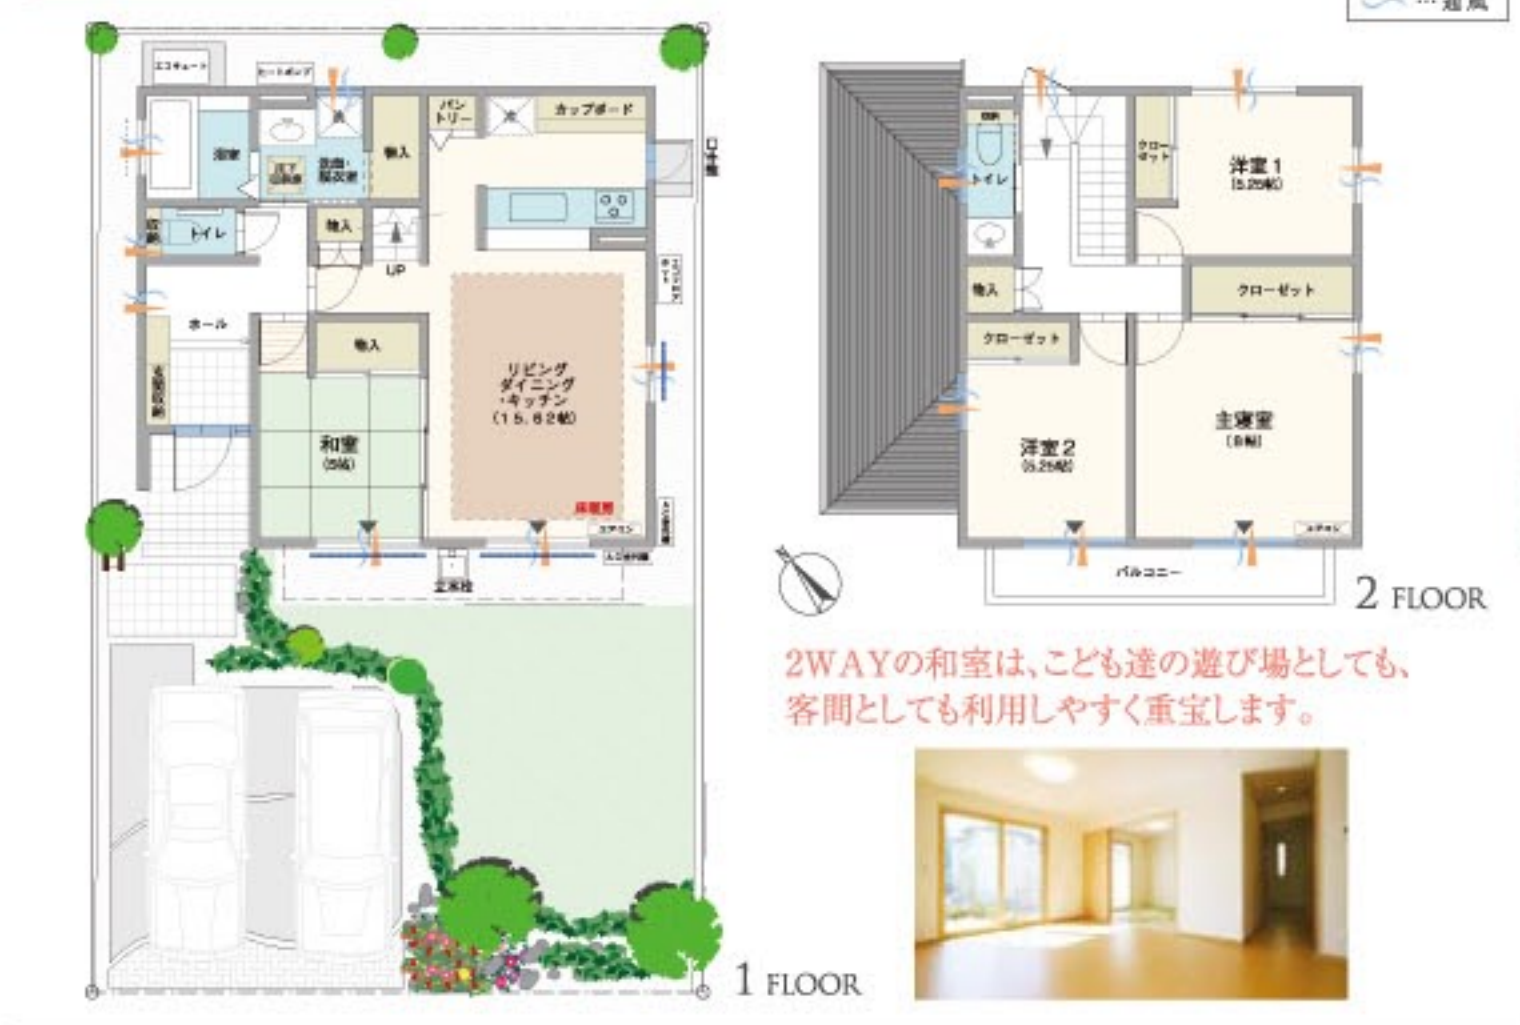 …通風
エコキュート
ヒートポンプ
パン
トリー
冷
カップボード
浴室
洗
洗面・
脱衣室
物入
トイレ
物入
UP
ホール
物入
リビング
ダイニング
・キッチン
(15.62帖)
和室
(5帖)
床暖房
エアコン
立水栓
1 FLOOR
トイレ
クロー
ゼット
洋室1
(5.25帖)
物入
クローゼット
クローゼット
洋室2
(5.25帖)
主寝室
(8帖)
エアコン
バルコニー
2 FLOOR
2WAYの和室は、こども達の遊び場としても、
客間としても利用しやすく重宝します。